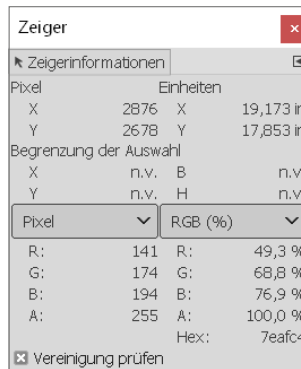 Zeiger
Zeigerinformationen
Pixel Einheiten
X 2876 X 19,173 in
Y 2678 Y 17,853 in
Begrenzung der Auswahl
X n.v. B n.v.
Y n.v. H n.v.
Pixel RGB (%)
R: 141 R: 49,3 %
G: 174 G: 68,8 %
B: 194 B: 76,9 %
A: 255 A: 100,0 %
Hex: 7eafc4
Vereinigung prüfen